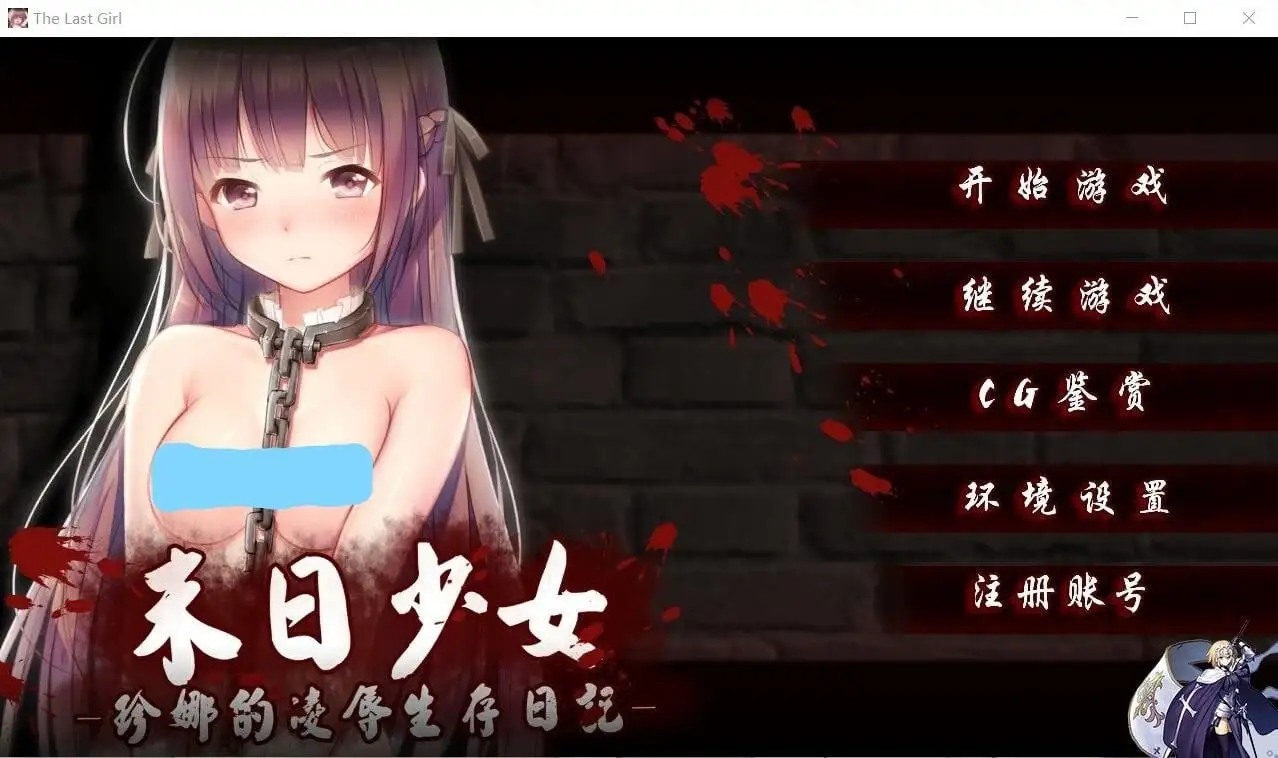 The Last Girl
开始游戏
继续游戏
CG鉴赏
环境设置
注册账号
末日少女
—珍娜的凌辱生存日記—